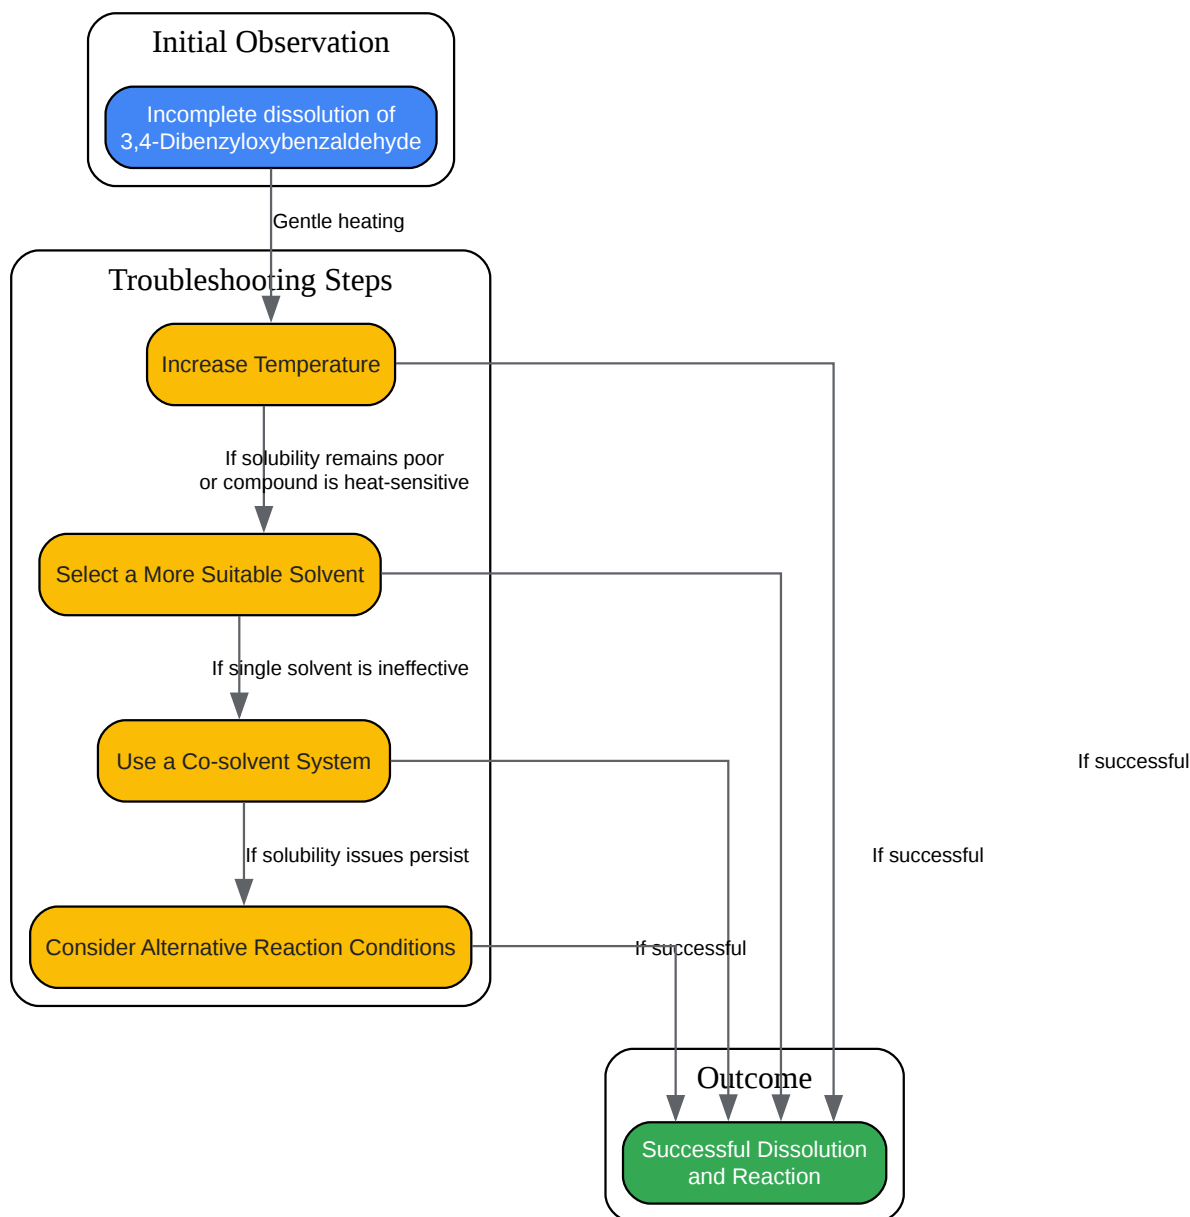 Initial Observation
Incomplete dissolution of
3,4-Dibenzyloxybenzaldehyde
Gentle heating
Troubleshooting Steps
Increase Temperature
If solubility remains poor
or compound is heat-sensitive
Select a More Suitable Solvent
If single solvent is ineffective
Use a Co-solvent System
If successful
If solubility issues persist
If successful
Consider Alternative Reaction Conditions
If successful
Outcome
Successful Dissolution
and Reaction